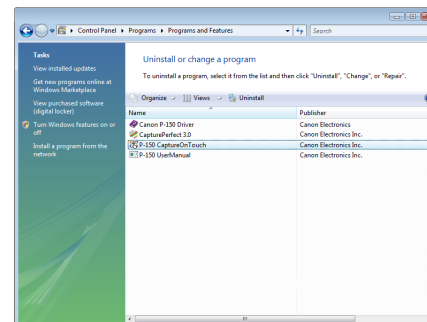 Control Panel ▸ Programs ▸ Programs and Features
Search
Tasks
View installed updates
Get new programs online at
Windows Marketplace
View purchased software
(digital locker)
Turn Windows features on or
off
Install a program from the
network
Uninstall or change a program
To uninstall a program, select it from the list and then click "Uninstall", "Change", or "Repair".
Organize Views Uninstall
Name Publisher
Canon P-150 Driver Canon Electronics
CapturePerfect 3.0 Canon Electronics Inc.
P-150 CaptureOnTouch Canon Electronics Inc.
P-150 UserManual Canon Electronics Inc.